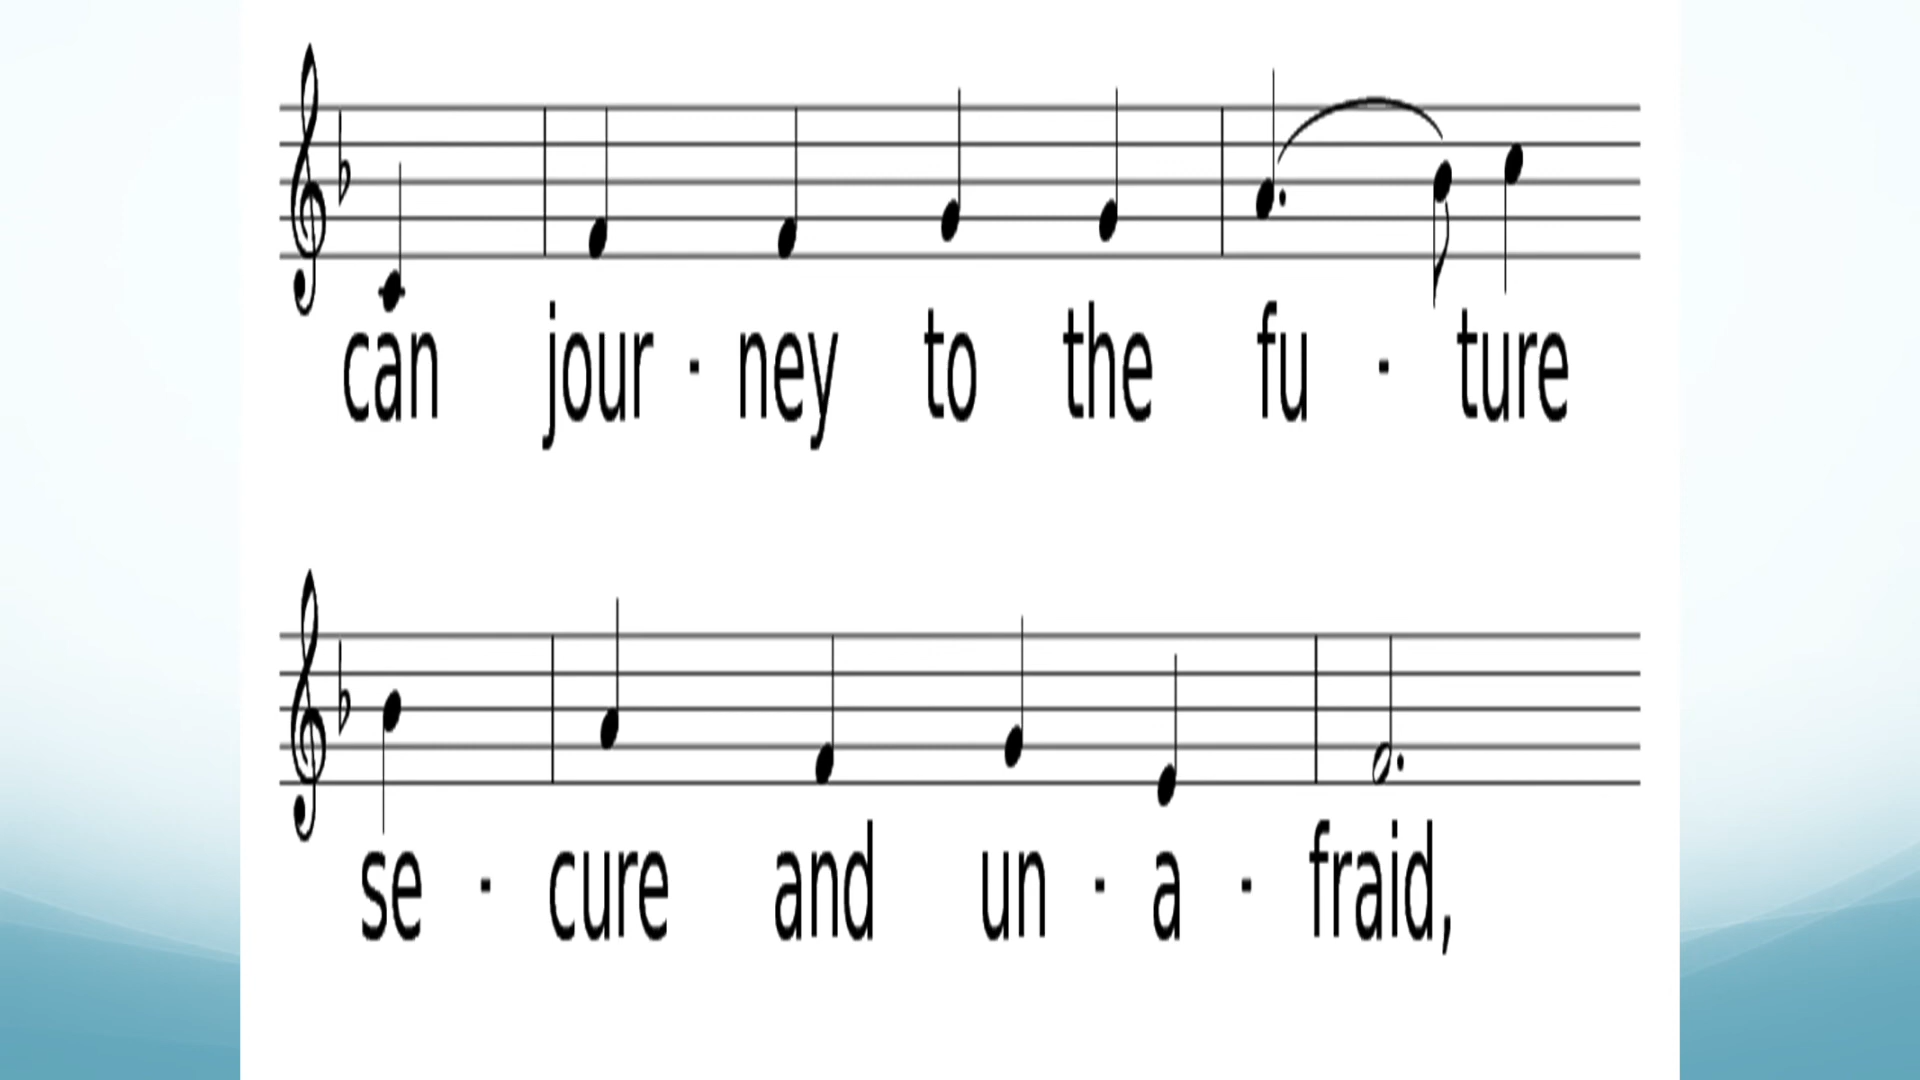 can jour · ney to the fu · ture
se · cure and un · a · fraid,